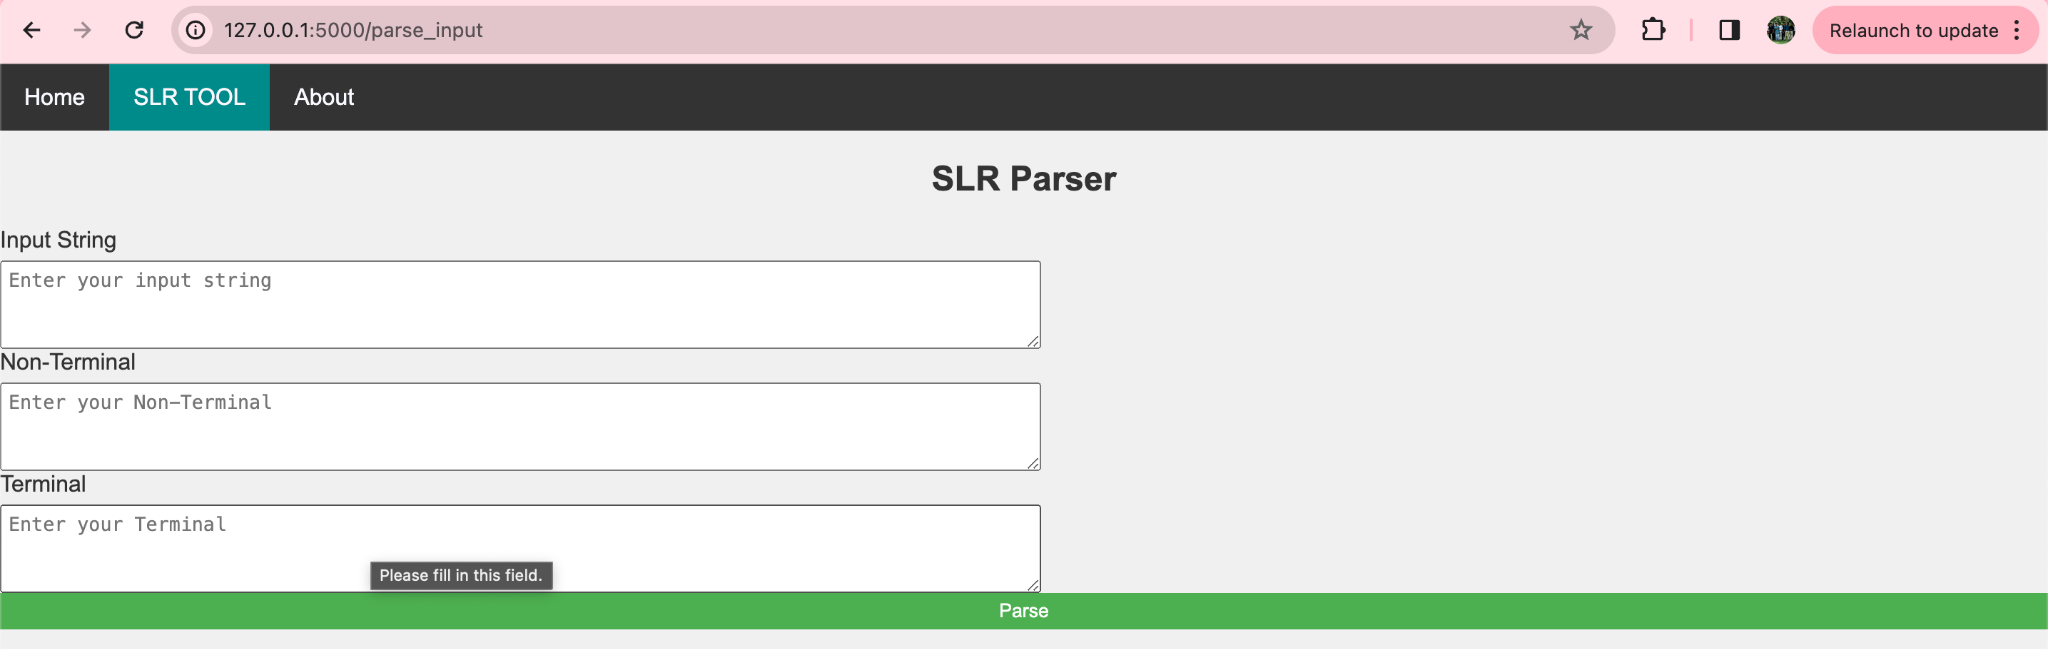 127.0.0.1:5000/parse_input
Relaunch to update
Home SLR TOOL About
SLR Parser
Input String
Enter your input string
Non-Terminal
Enter your Non-Terminal
Terminal
Enter your Terminal
Please fill in this field.
Parse